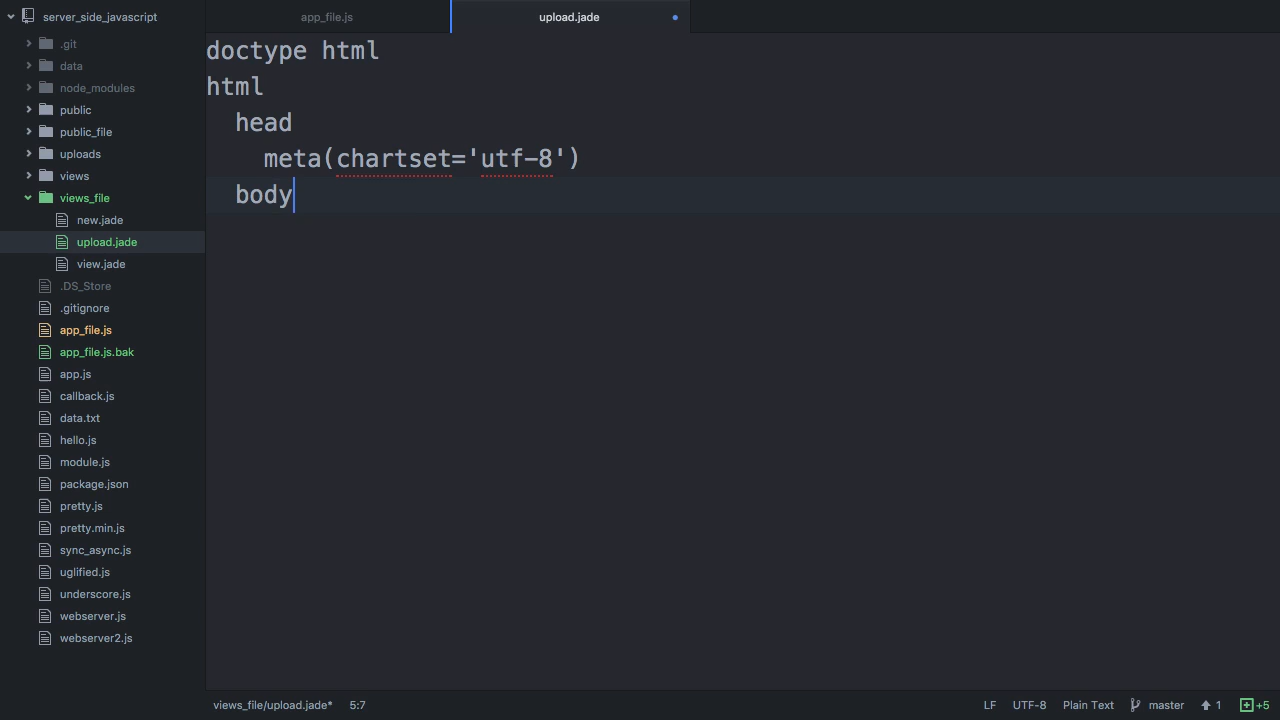 server_side_javascript
app_file.js
upload.jade
.git
data
node_modules
public
public_file
uploads
views
views_file
new.jade
upload.jade
view.jade
.DS_Store
.gitignore
app_file.js
app_file.js.bak
app.js
callback.js
data.txt
hello.js
module.js
package.json
pretty.js
pretty.min.js
sync_async.js
uglified.js
underscore.js
webserver.js
webserver2.js
doctype html
html
head
meta(chartset='utf-8')
body
views_file/upload.jade* 5:7
LF UTF-8 Plain Text master 1 +5